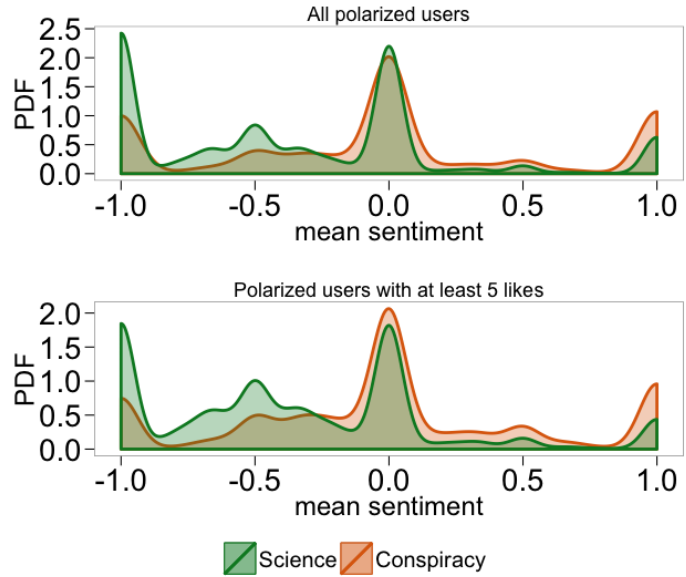 All polarized users
2.5
2.0
1.5
1.0
0.5
0.0
PDF
-1.0 -0.5 0.0 0.5 1.0
mean sentiment
Polarized users with at least 5 likes
2.0
1.5
1.0
0.5
0.0
PDF
-1.0 -0.5 0.0 0.5 1.0
mean sentiment
Science Conspiracy